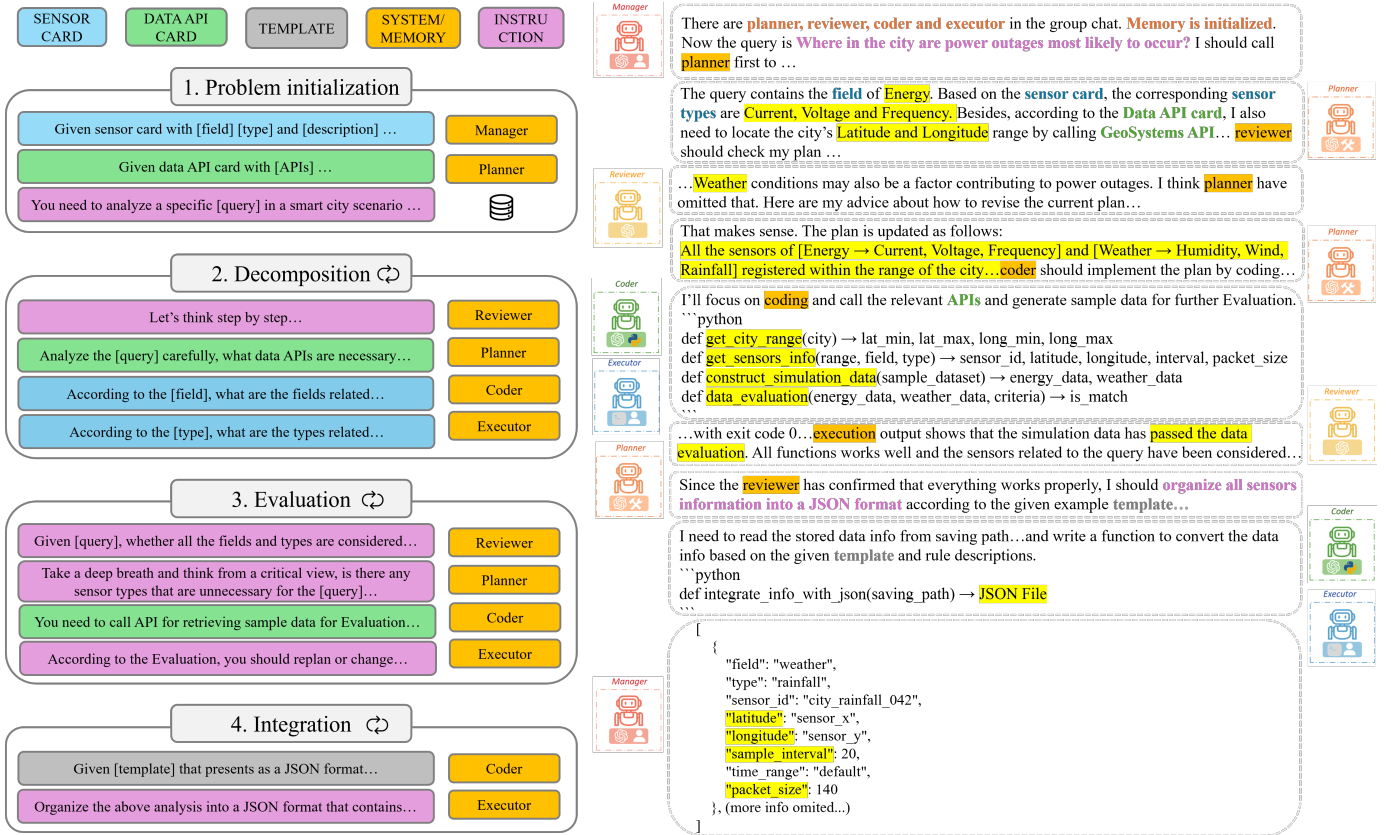 SENSOR
CARD
DATA API
CARD
TEMPLATE
SYSTEM/
MEMORY
INSTRU
CTION
1. Problem initialization
Given sensor card with [field] [type] and [description] …
Manager
Given data API card with [APIs] …
Planner
You need to analyze a specific [query] in a smart city scenario …
2. Decomposition
Let's think step by step…
Reviewer
Analyze the [query] carefully, what data APIs are necessary…
Planner
According to the [field], what are the fields related…
Coder
According to the [type], what are the types related…
Executor
3. Evaluation
Given [query], whether all the fields and types are considered…
Reviewer
Take a deep breath and think from a critical view, is there any
sensor types that are unnecessary for the [query]…
Planner
You need to call API for retrieving sample data for Evaluation…
Coder
According to the Evaluation, you should replan or change…
Executor
4. Integration
Given [template] that presents as a JSON format…
Coder
Organize the above analysis into a JSON format that contains…
Executor
Manager
There are planner, reviewer, coder and executor in the group chat. Memory is initialized.
Now the query is Where in the city are power outages most likely to occur? I should call
planner first to …
Planner
The query contains the field of Energy. Based on the sensor card, the corresponding sensor
types are Current, Voltage and Frequency. Besides, according to the Data API card, I also
need to locate the city's Latitude and Longitude range by calling GeoSystems API… reviewer
should check my plan …
Reviewer
…Weather conditions may also be a factor contributing to power outages. I think planner have
omitted that. Here are my advice about how to revise the current plan…
Planner
That makes sense. The plan is updated as follows:
All the sensors of [Energy → Current, Voltage, Frequency] and [Weather → Humidity, Wind,
Rainfall] registered within the range of the city…coder should implement the plan by coding…
Coder
I'll focus on coding and call the relevant APIs and generate sample data for further Evaluation.
```python
def get_city_range(city) → lat_min, lat_max, long_min, long_max
def get_sensors_info(range, field, type) → sensor_id, latitude, longitude, interval, packet_size
def construct_simulation_data(sample_dataset) → energy_data, weather_data
def data_evaluation(energy_data, weather_data, criteria) → is_match
```
Executor
Reviewer
…with exit code 0…execution output shows that the simulation data has passed the data
evaluation. All functions works well and the sensors related to the query have been considered…
Planner
Since the reviewer has confirmed that everything works properly, I should organize all sensors
information into a JSON format according to the given example template…
Coder
I need to read the stored data info from saving path…and write a function to convert the data
info based on the given template and rule descriptions.
```python
def integrate_info_with_json(saving_path) → JSON File
```
Executor
Manager
[
{
"field": "weather",
"type": "rainfall",
"sensor_id": "city_rainfall_042",
"latitude": "sensor_x",
"longitude": "sensor_y",
"sample_interval": 20,
"time_range": "default",
"packet_size": 140
}, (more info omited...)
]